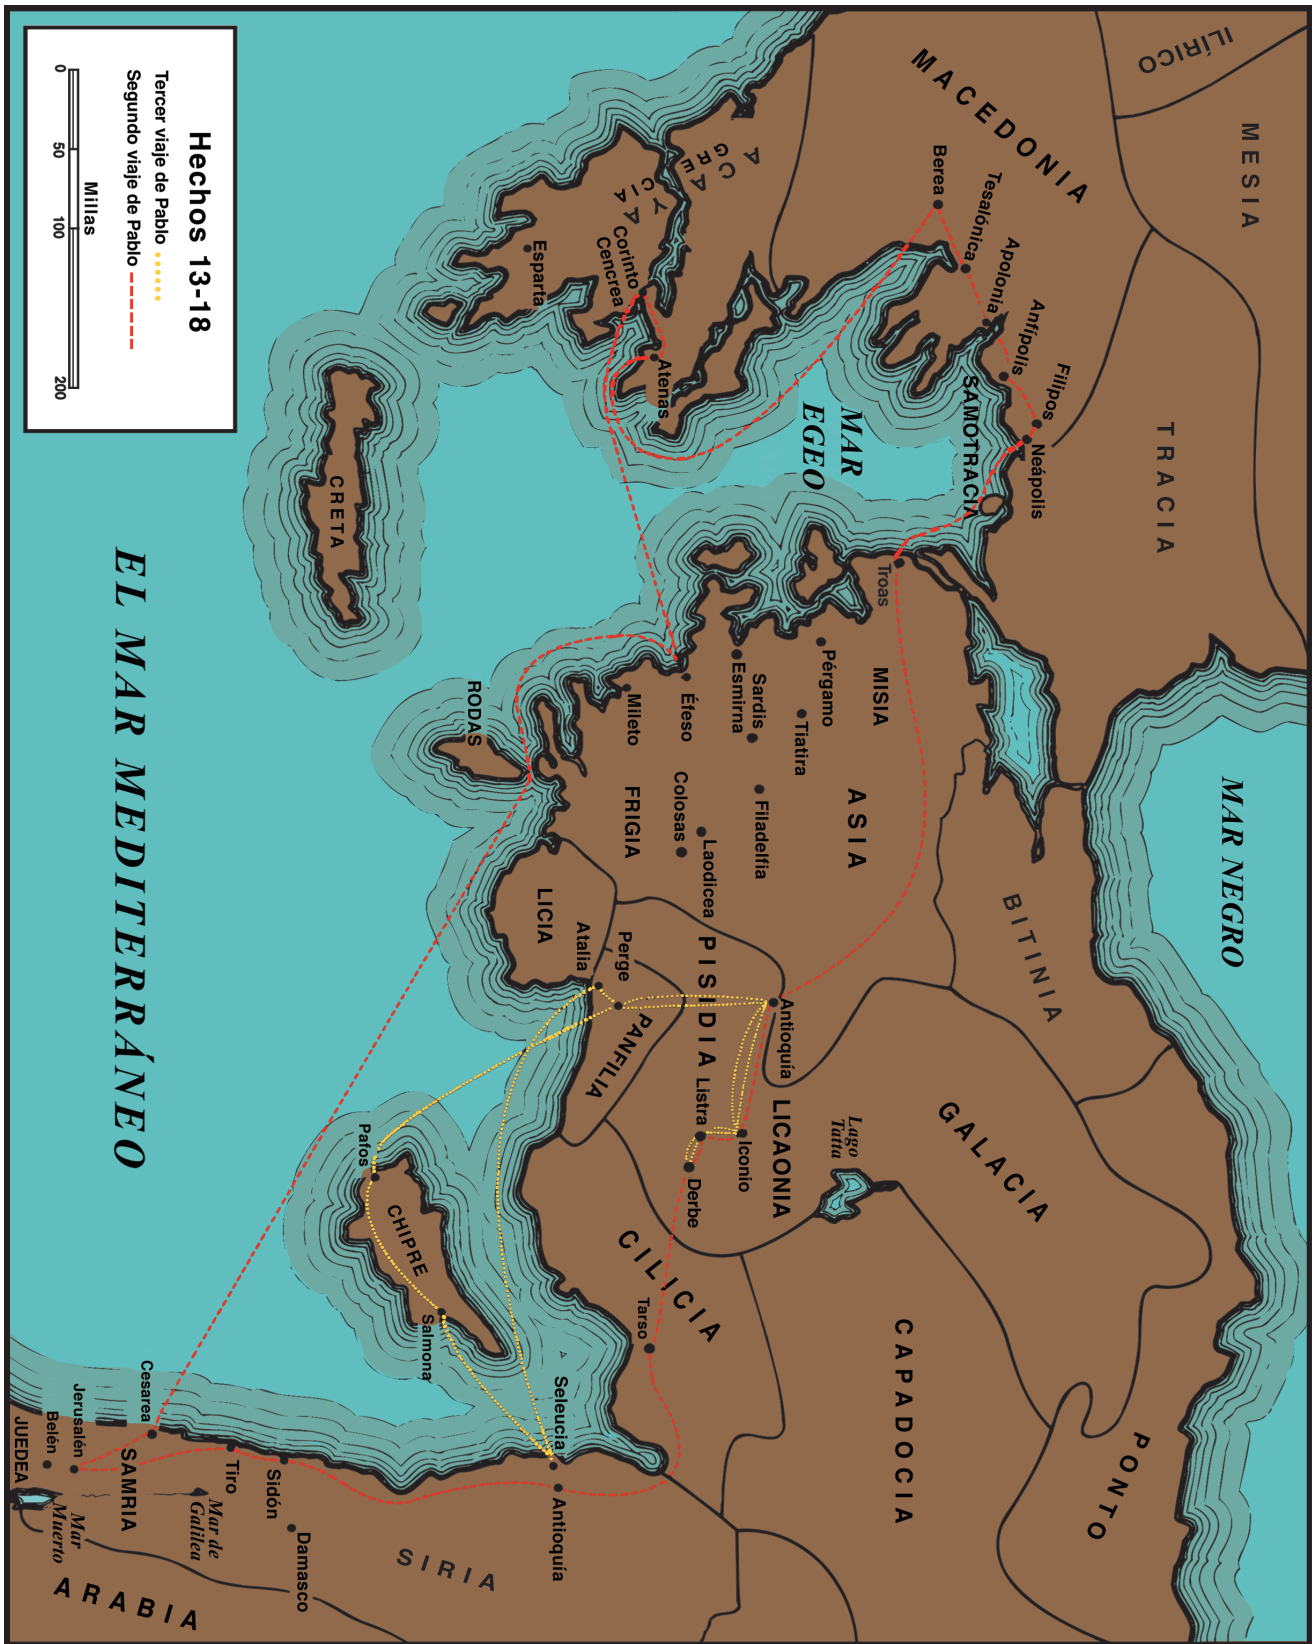 ILÍRICO
MESIA
MACEDONIA
TRACIA
MAR NEGRO
Berea
Tesalónica
Apolonia
Anfípolis
Filipos
Neápolis
SAMOTRACIA
ACAYA
GRECIA
Corinto
Cencrea
Esparta
Atenas
MAR
EGEO
CRETA
Troas
MISIA
Pérgamo
Tiatira
Esmirna
Sardis
Filadelfia
Éfeso
Mileto
Colosas
Laodicea
FRIGIA
ASIA
RODAS
LICIA
Atalia
Perge
PANFILIA
PISIDIA
BITINIA
Antioquía
Listra
Iconio
Derbe
LICAONIA
Lago
Tatta
GALACIA
CILICIA
Tarso
CAPADOCIA
PONTO
Pafos
CHIPRE
Salmona
Seleucia
Antioquía
SIRIA
Cesarea
Jerusalén
Belén
JUEDEA
SAMRIA
Tiro
Sidón
Damasco
Mar de
Galilea
Mar
Muerto
ARABIA
EL MAR MEDITERRÁNEO
Hechos 13-18
Tercer viaje de Pablo
Segundo viaje de Pablo
Millas
0 50 100 200